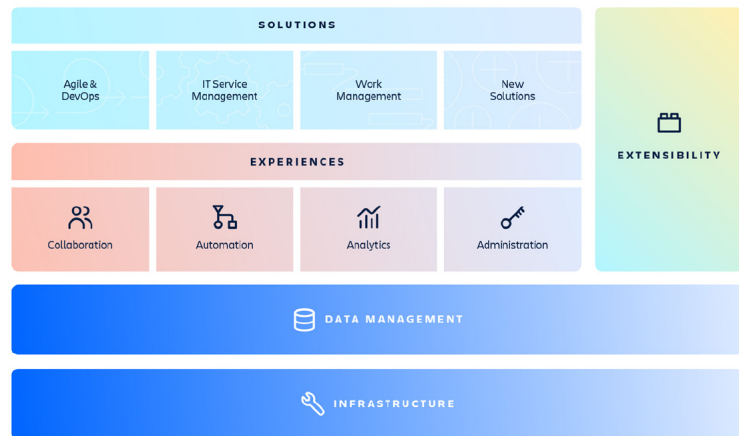 SOLUTIONS
Agile &
DevOps
IT Service
Management
Work
Management
New
Solutions
EXTENSIBILITY
EXPERIENCES
Collaboration
Automation
Analytics
Administration
DATA MANAGEMENT
INFRASTRUCTURE